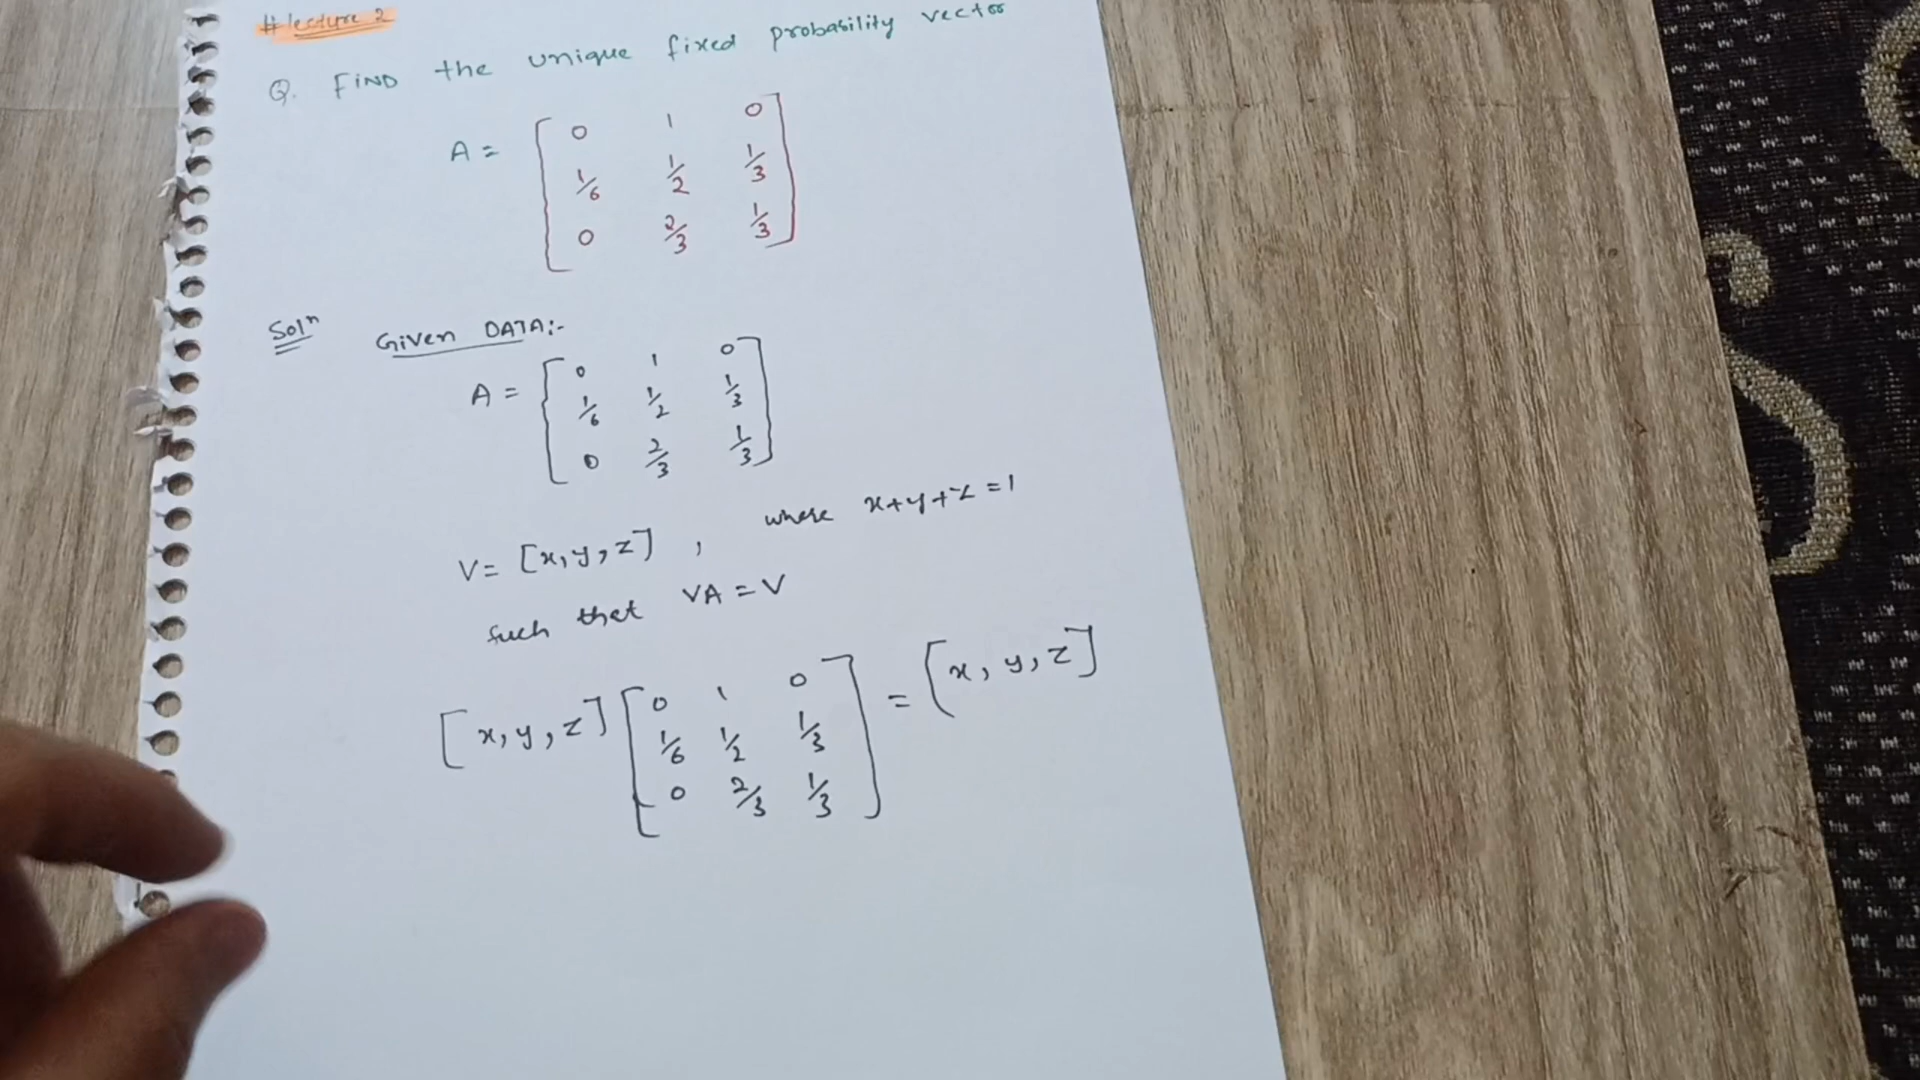 # lecture 2
Q. FIND the unique fixed probability vector
A = [ 0 1 0
1/6 1/2 1/3
0 2/3 1/3 ]
Solⁿ Given DATA:-
A = [ 0 1 0
1/6 1/2 1/3
0 2/3 1/3 ]
V = [x, y, z] , where x+y+z=1
such that VA = V
[x, y, z] [ 0 1 0
1/6 1/2 1/3
0 2/3 1/3 ] = [x, y, z]